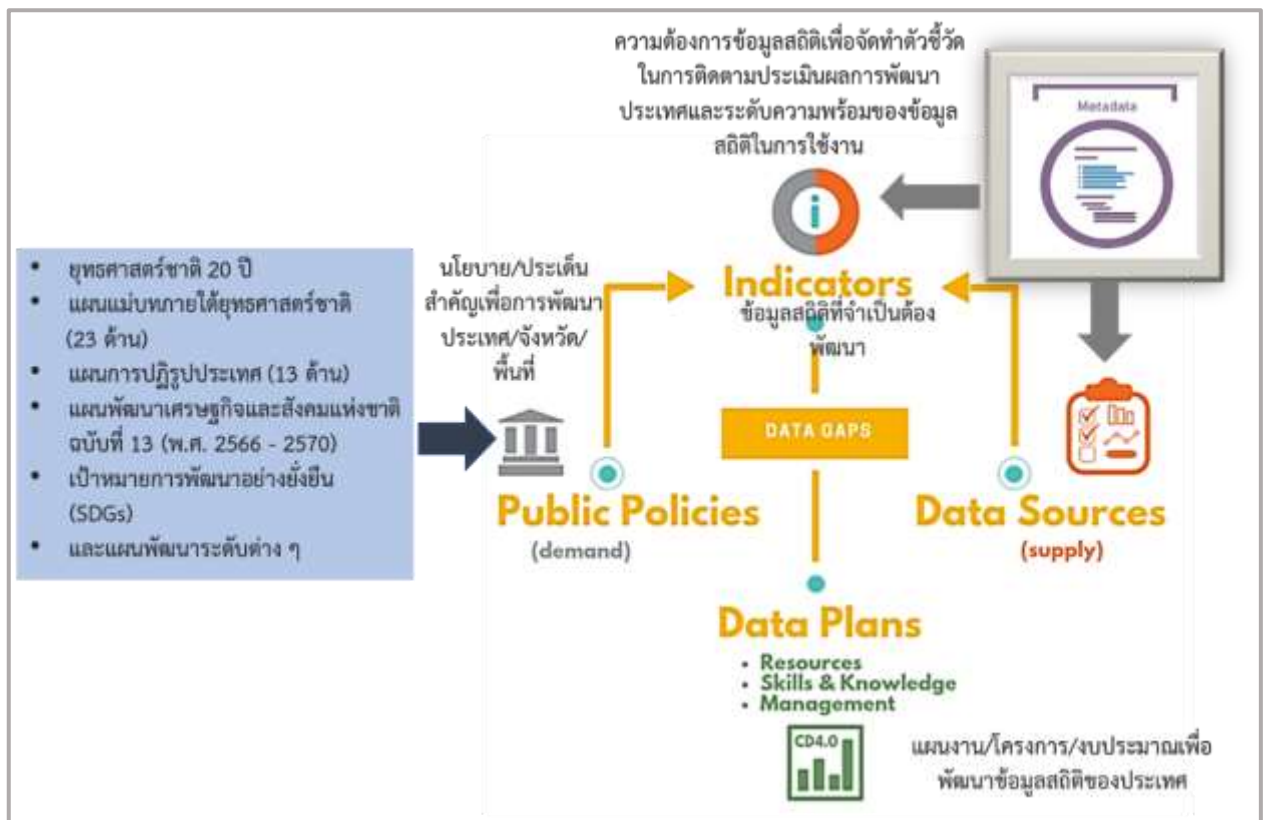 ความต้องการข้อมูลสถิติเพื่อจัดทำตัวชี้วัด
ในการติดตามประเมินผลการพัฒนา
ประเทศและระดับความพร้อมของข้อมูล
สถิติในการใช้งาน
Metadata
i
Indicators
ข้อมูลสถิติที่จำเป็นต้อง
พัฒนา
• ยุทธศาสตร์ชาติ 20 ปี
• แผนแม่บทภายใต้ยุทธศาสตร์ชาติ
(23 ด้าน)
• แผนการปฏิรูปประเทศ (13 ด้าน)
• แผนพัฒนาเศรษฐกิจและสังคมแห่งชาติ
ฉบับที่ 13 (พ.ศ. 2566 - 2570)
• เป้าหมายการพัฒนาอย่างยั่งยืน
(SDGs)
• และแผนพัฒนาระดับต่าง ๆ
นโยบาย/ประเด็น
สำคัญเพื่อการพัฒนา
ประเทศ/จังหวัด/
พื้นที่
DATA GAPS
Public Policies
(demand)
Data Sources
(supply)
Data Plans
• Resources
• Skills & Knowledge
• Management
CD4.0
แผนงาน/โครงการ/งบประมาณเพื่อ
พัฒนาข้อมูลสถิติของประเทศ